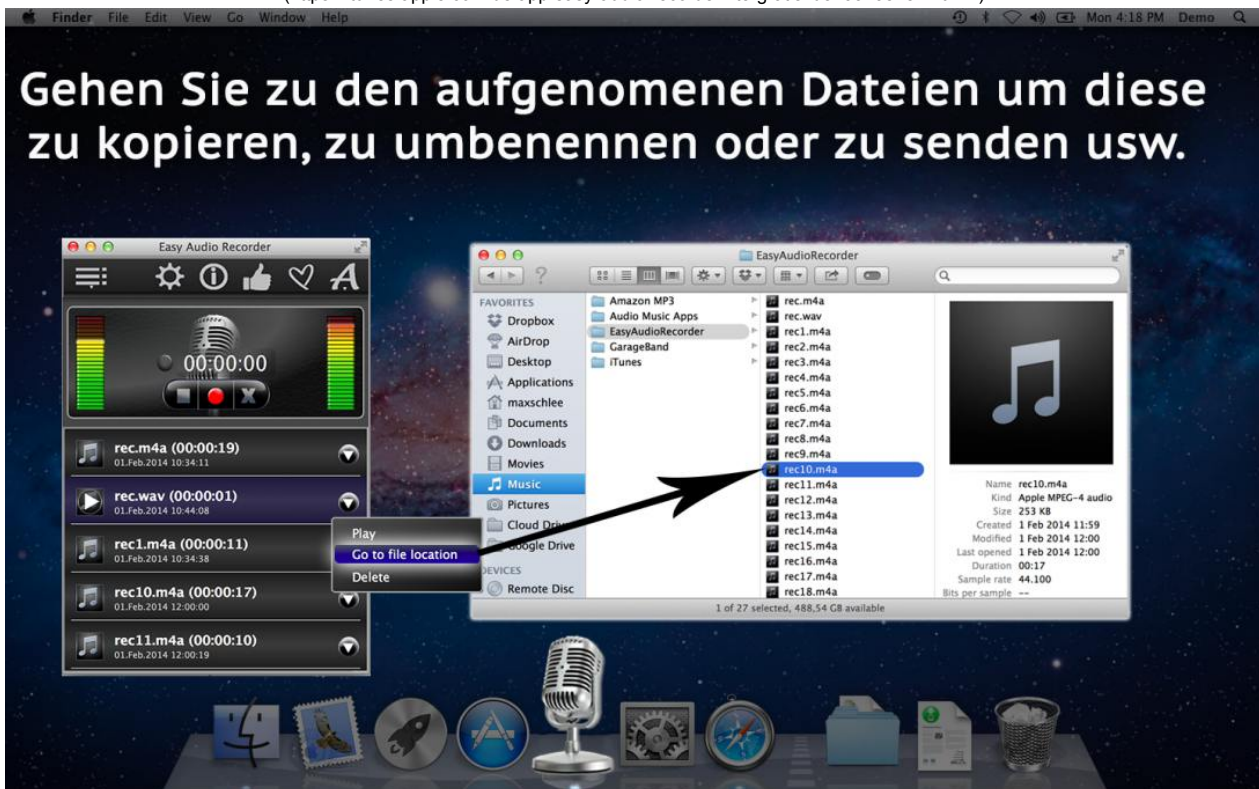 Finder File Edit View Go Window Help
Mon 4:18 PM Demo
Gehen Sie zu den aufgenomenen Dateien um diese
zu kopieren, zu umbenennen oder zu senden usw.
Easy Audio Recorder
00:00:00
X
rec.m4a (00:00:19)
01.Feb.2014 10:34:11
rec.wav (00:00:01)
01.Feb.2014 10:44:08
rec1.m4a (00:00:11)
01.Feb.2014 10:34:38
rec10.m4a (00:00:17)
01.Feb.2014 12:00:00
rec11.m4a (00:00:10)
01.Feb.2014 12:00:19
Play
Go to file location
Delete
EasyAudioRecorder
FAVORITES
Dropbox
AirDrop
Desktop
Applications
maxschlee
Documents
Downloads
Movies
Music
Pictures
Cloud Drive
Google Drive
DEVICES
Remote Disc
Amazon MP3
Audio Music Apps
EasyAudioRecorder
GarageBand
iTunes
rec.m4a
rec.wav
rec1.m4a
rec2.m4a
rec3.m4a
rec4.m4a
rec5.m4a
rec6.m4a
rec7.m4a
rec8.m4a
rec9.m4a
rec10.m4a
rec11.m4a
rec12.m4a
rec13.m4a
rec14.m4a
rec15.m4a
rec16.m4a
rec17.m4a
rec18.m4a
Name rec10.m4a
Kind Apple MPEG-4 audio
Size 253 KB
Created 1 Feb 2014 11:59
Modified 1 Feb 2014 12:00
Last opened 1 Feb 2014 12:00
Duration 00:17
Sample rate 44.100
Bits per sample --
1 of 27 selected, 488,54 GB available